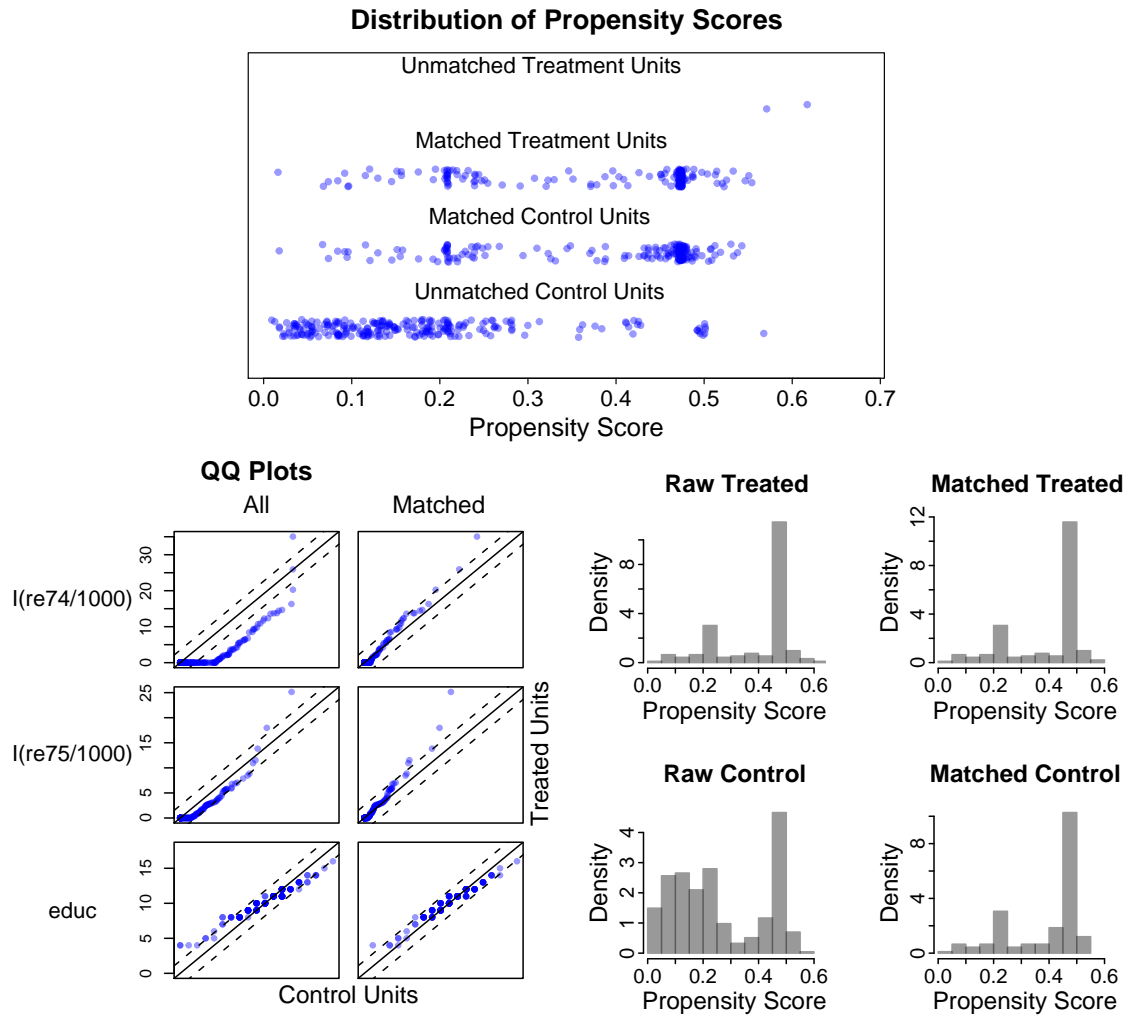 Distribution of Propensity Scores
Unmatched Treatment Units
Matched Treatment Units
Matched Control Units
Unmatched Control Units
0.0 0.1 0.2 0.3 0.4 0.5 0.6 0.7
Propensity Score
QQ Plots
All Matched
I(re74/1000)
0 10 20 30
I(re75/1000)
0 5 15 25
educ
0 5 10 15
Control Units
Treated Units
Raw Treated
Density
0 4 8
0.0 0.2 0.4 0.6
Propensity Score
Matched Treated
Density
0 4 8 12
0.0 0.2 0.4 0.6
Propensity Score
Raw Control
Density
0 1 2 3 4
0.0 0.2 0.4 0.6
Propensity Score
Matched Control
Density
0 4 8
0.0 0.2 0.4 0.6
Propensity Score